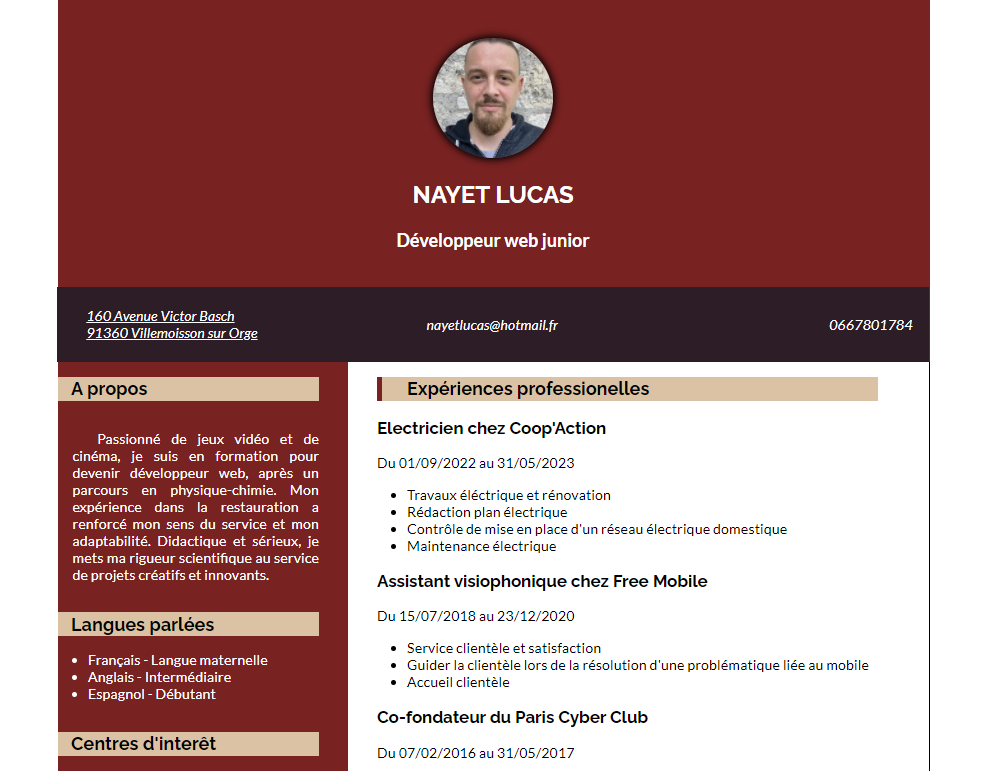 NAYET LUCAS
Développeur web junior
160 Avenue Victor Basch
91360 Villemoisson sur Orge
nayetlucas@hotmail.fr
0667801784
A propos
Passionné de jeux vidéo et de
cinéma, je suis en formation pour
devenir développeur web, après un
parcours en physique-chimie. Mon
expérience dans la restauration a
renforcé mon sens du service et mon
adaptabilité. Didactique et sérieux, je
mets ma rigueur scientifique au service
de projets créatifs et innovants.
Langues parlées
Français - Langue maternelle
Anglais - Intermédiaire
Espagnol - Débutant
Centres d'interêt
Expériences professionelles
Electricien chez Coop'Action
Du 01/09/2022 au 31/05/2023
Travaux éléctrique et rénovation
Rédaction plan électrique
Contrôle de mise en place d'un réseau électrique domestique
Maintenance électrique
Assistant visiophonique chez Free Mobile
Du 15/07/2018 au 23/12/2020
Service clientèle et satisfaction
Guider la clientèle lors de la résolution d'une problématique liée au mobile
Accueil clientèle
Co-fondateur du Paris Cyber Club
Du 07/02/2016 au 31/05/2017